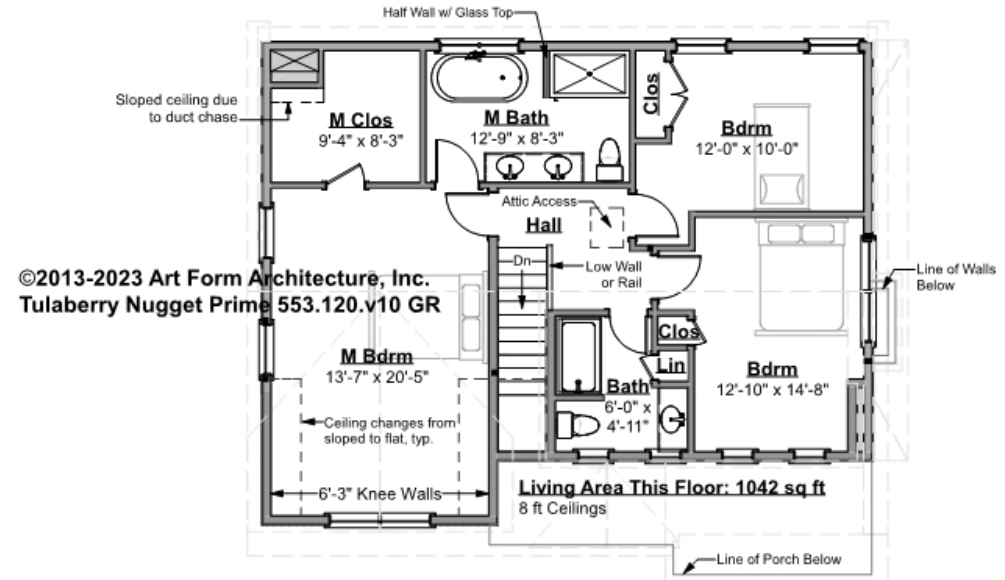 Half Wall w/ Glass Top
Sloped ceiling due
to duct chase
M Clos
9'-4" x 8'-3"
M Bath
12'-9" x 8'-3"
Clos
Bdrm
12'-0" x 10'-0"
Attic Access
Hall
Dn
Low Wall
or Rail
Line of Walls
Below
©2013-2023 Art Form Architecture, Inc.
Tulaberry Nugget Prime 553.120.v10 GR
M Bdrm
13'-7" x 20'-5"
Clos
Lin
Bdrm
12'-10" x 14'-8"
Bath
6'-0" x
4'-11"
Ceiling changes from
sloped to flat, typ.
6'-3" Knee Walls
Living Area This Floor: 1042 sq ft
8 ft Ceilings
Line of Porch Below